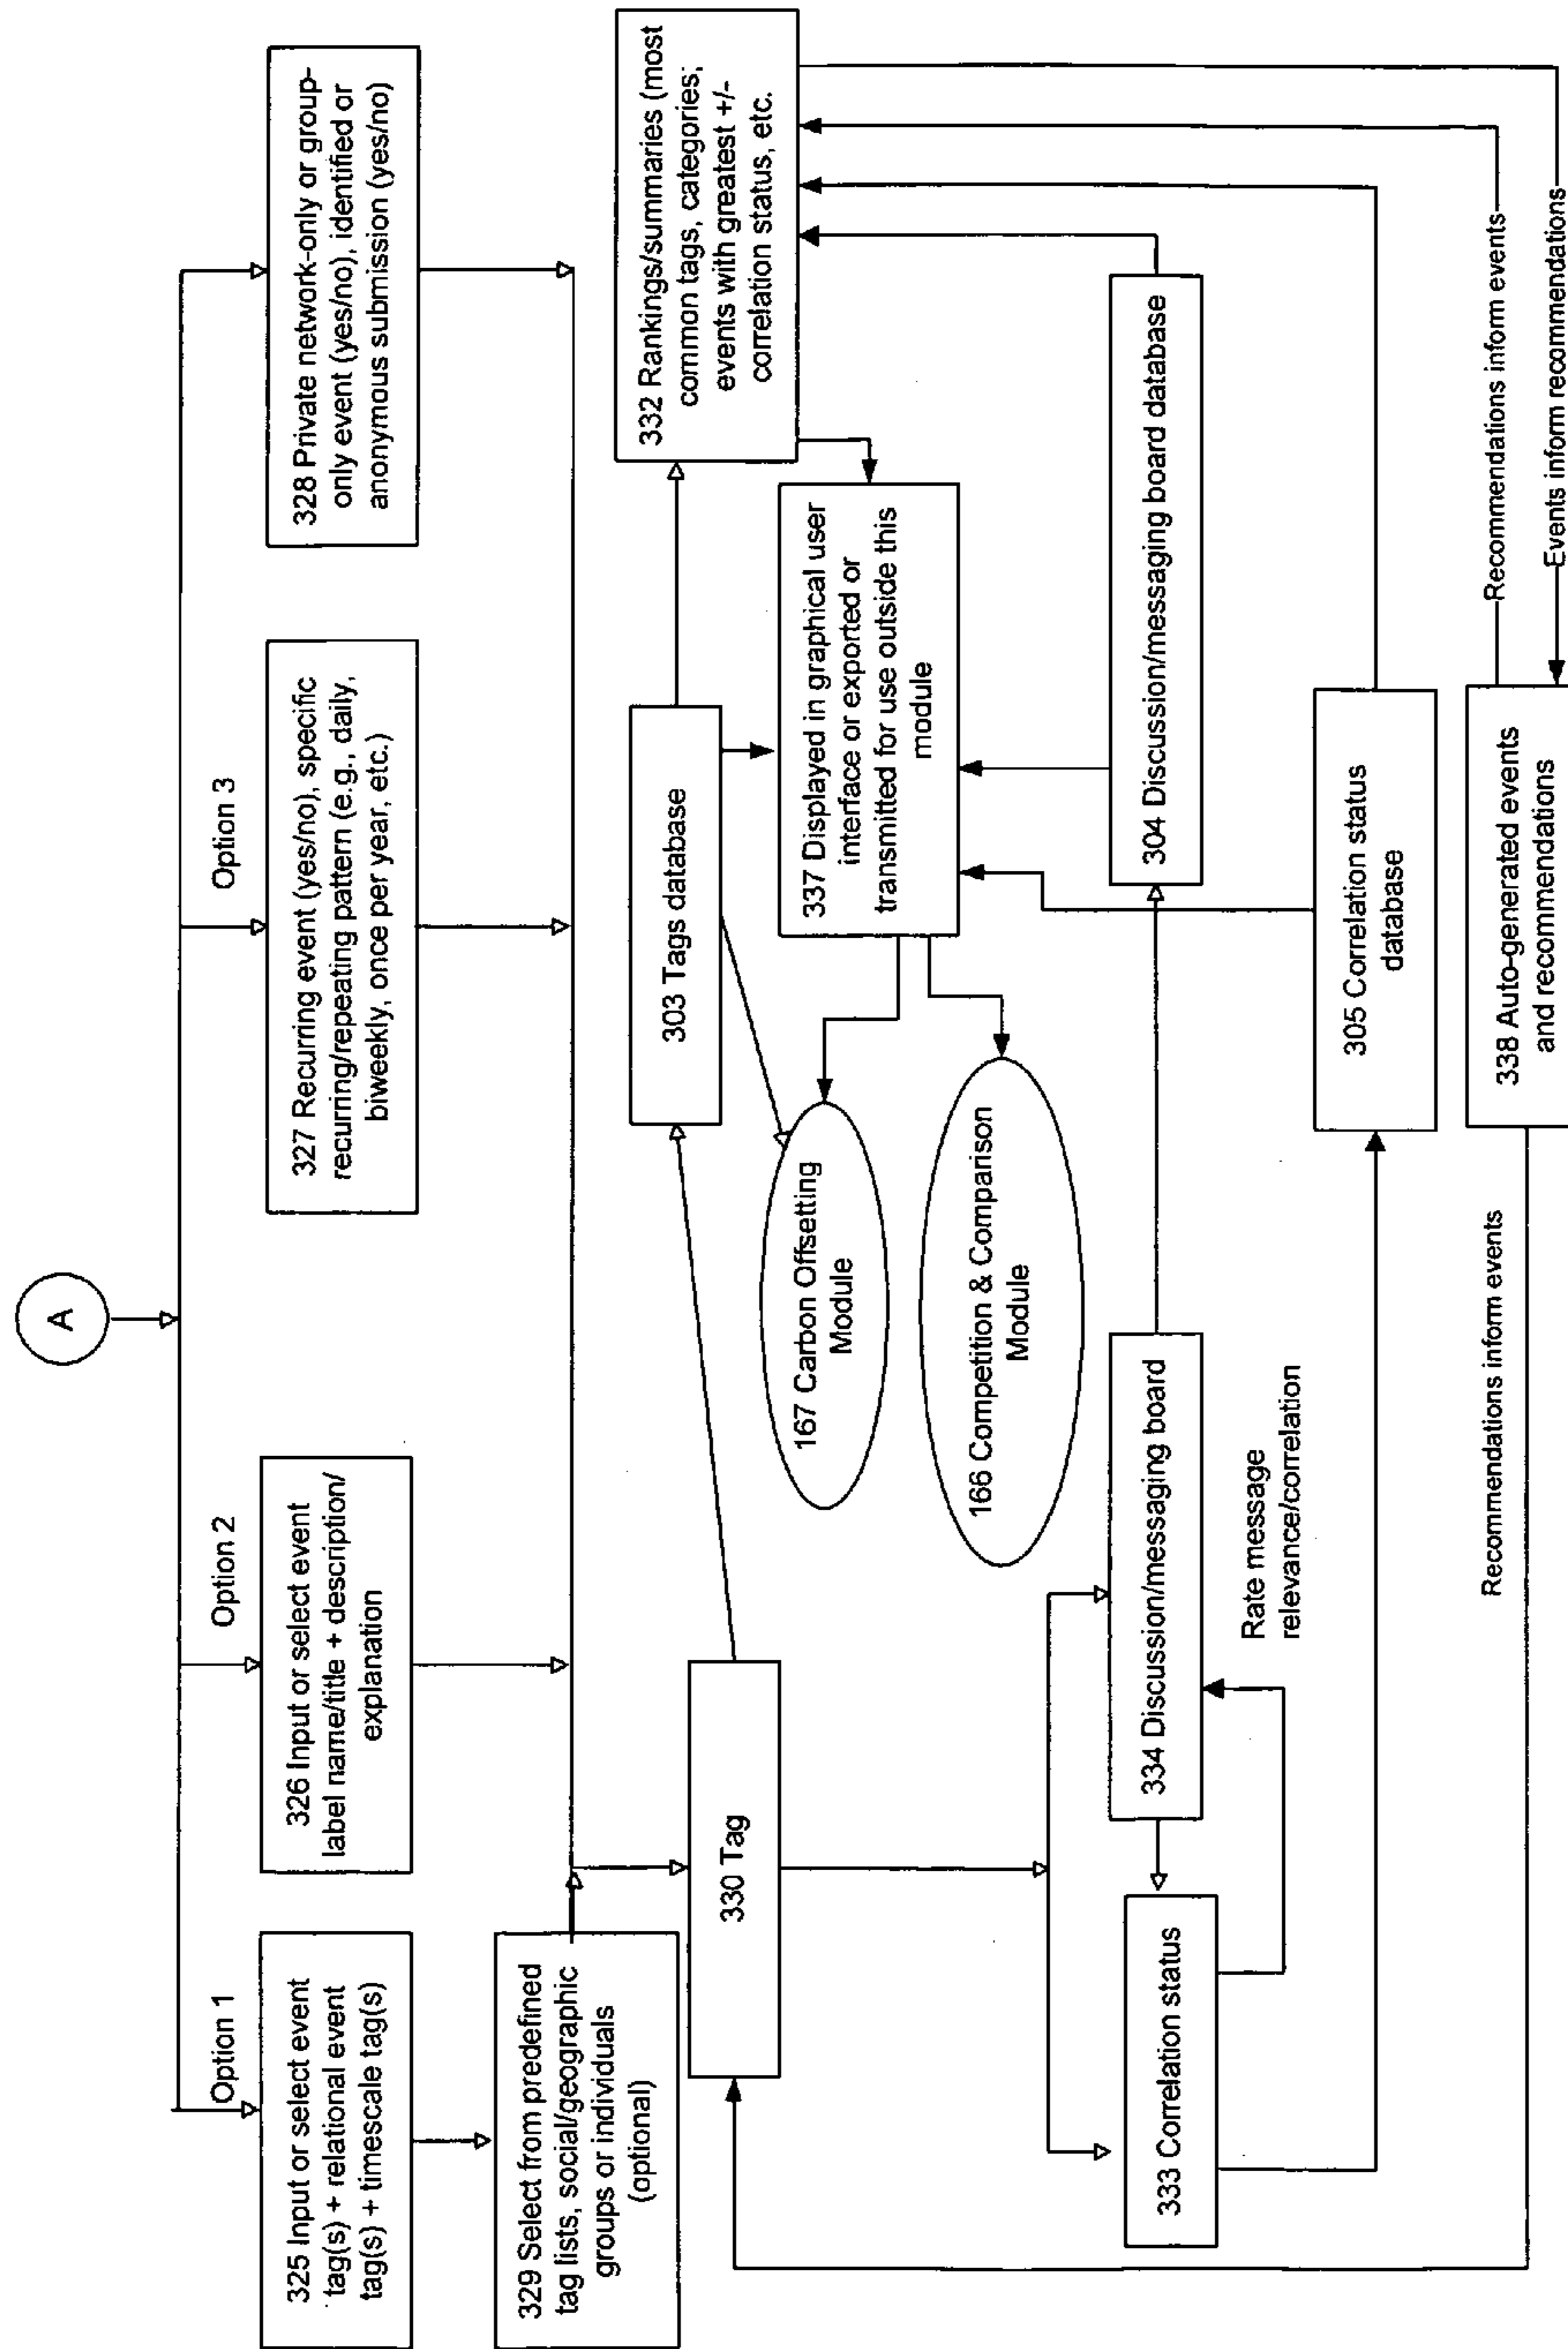 A
Option 1
Option 2
Option 3
325 Input or select event
tag(s) + relational event
tag(s) + timescale tag(s)
326 Input or select event
label name/title + description/
explanation
327 Recurring event (yes/no), specific
recurring/repeating pattern (e.g., daily,
biweekly, once per year, etc.)
328 Private network-only or group-
only event (yes/no), identified or
anonymous submission (yes/no)
329 Select from predefined
tag lists, social/geographic
groups or individuals
(optional)
330 Tag
303 Tags database
332 Rankings/summaries (most
common tags, categories;
events with greatest +/-
correlation status, etc.
337 Displayed in graphical user
interface or exported or
transmitted for use outside this
module
167 Carbon Offsetting
Module
166 Competition & Comparison
Module
333 Correlation status
334 Discussion/messaging board
304 Discussion/messaging board database
Rate message
relevance/correlation
305 Correlation status
database
Recommendations inform events
338 Auto-generated events
and recommendations
Recommendations inform events
Events inform recommendations